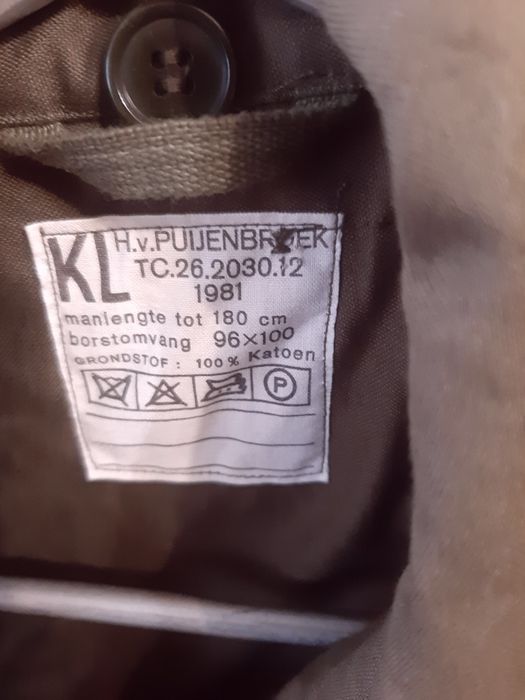 KL H.v.PUIJENBROEK
TC.26.2030.12
1981
manlengte tot 180 cm
borstomvang 96x100
GRONDSTOF : 100 % Katoen
P